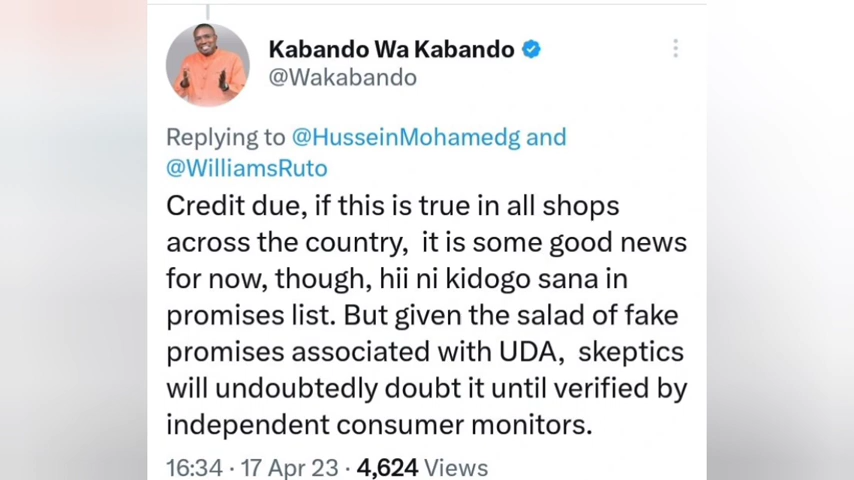 Kabando Wa Kabando
@Wakabando
Replying to @HusseinMohamedg and
@WilliamsRuto
Credit due, if this is true in all shops
across the country, it is some good news
for now, though, hii ni kidogo sana in
promises list. But given the salad of fake
promises associated with UDA, skeptics
will undoubtedly doubt it until verified by
independent consumer monitors.
16:34 · 17 Apr 23 · 4,624 Views